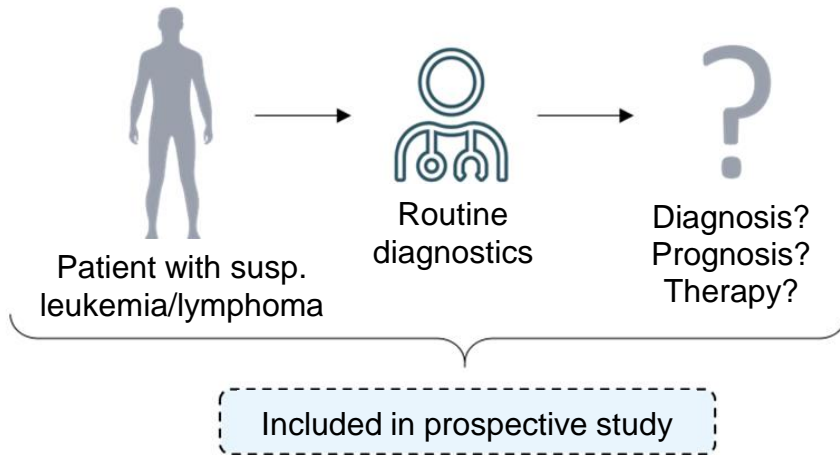 Patient with susp.
leukemia/lymphoma
Routine
diagnostics
Diagnosis?
Prognosis?
Therapy?
Included in prospective study